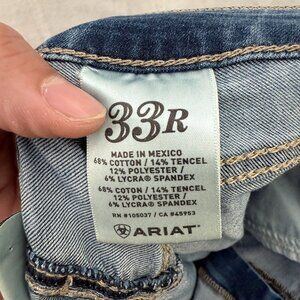 33R
MADE IN MEXICO
68% COTTON / 14% TENCEL
12% POLYESTER /
6% LYCRA® SPANDEX
68% COTON / 14% TENCEL
12% POLYESTER /
6% LYCRA® SPANDEX
RN #105037 / CA #45953
ARIAT